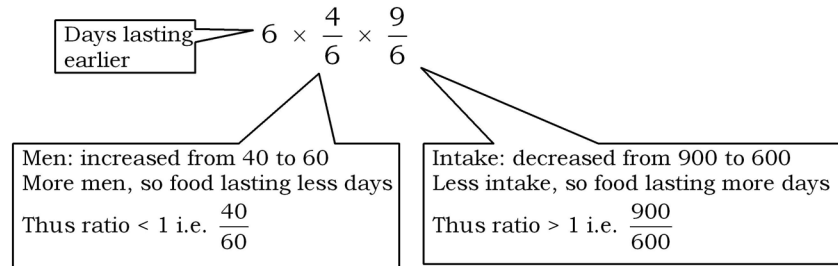 Days lasting
earlier
6 × 4/6 × 9/6
Men: increased from 40 to 60
More men, so food lasting less days
Thus ratio < 1 i.e. 40/60
Intake: decreased from 900 to 600
Less intake, so food lasting more days
Thus ratio > 1 i.e. 900/600